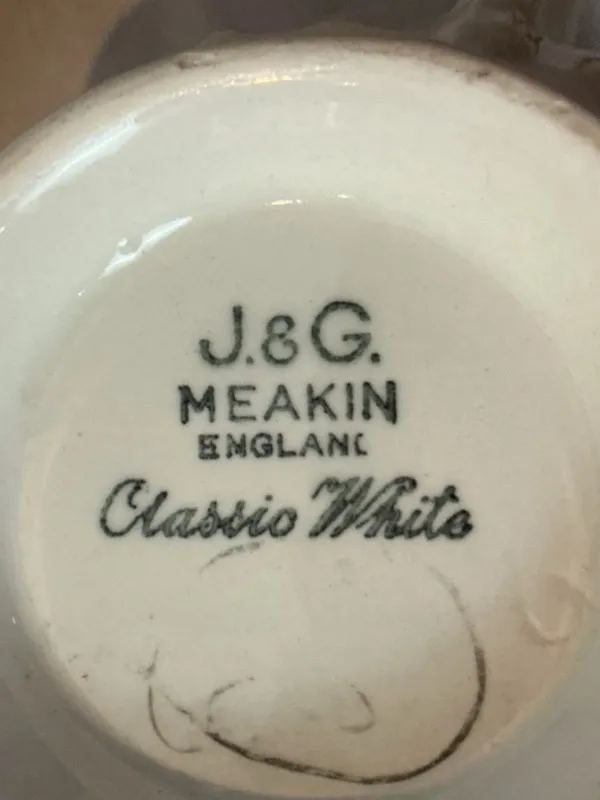 J.&G.
MEAKIN
ENGLAND
Classic White